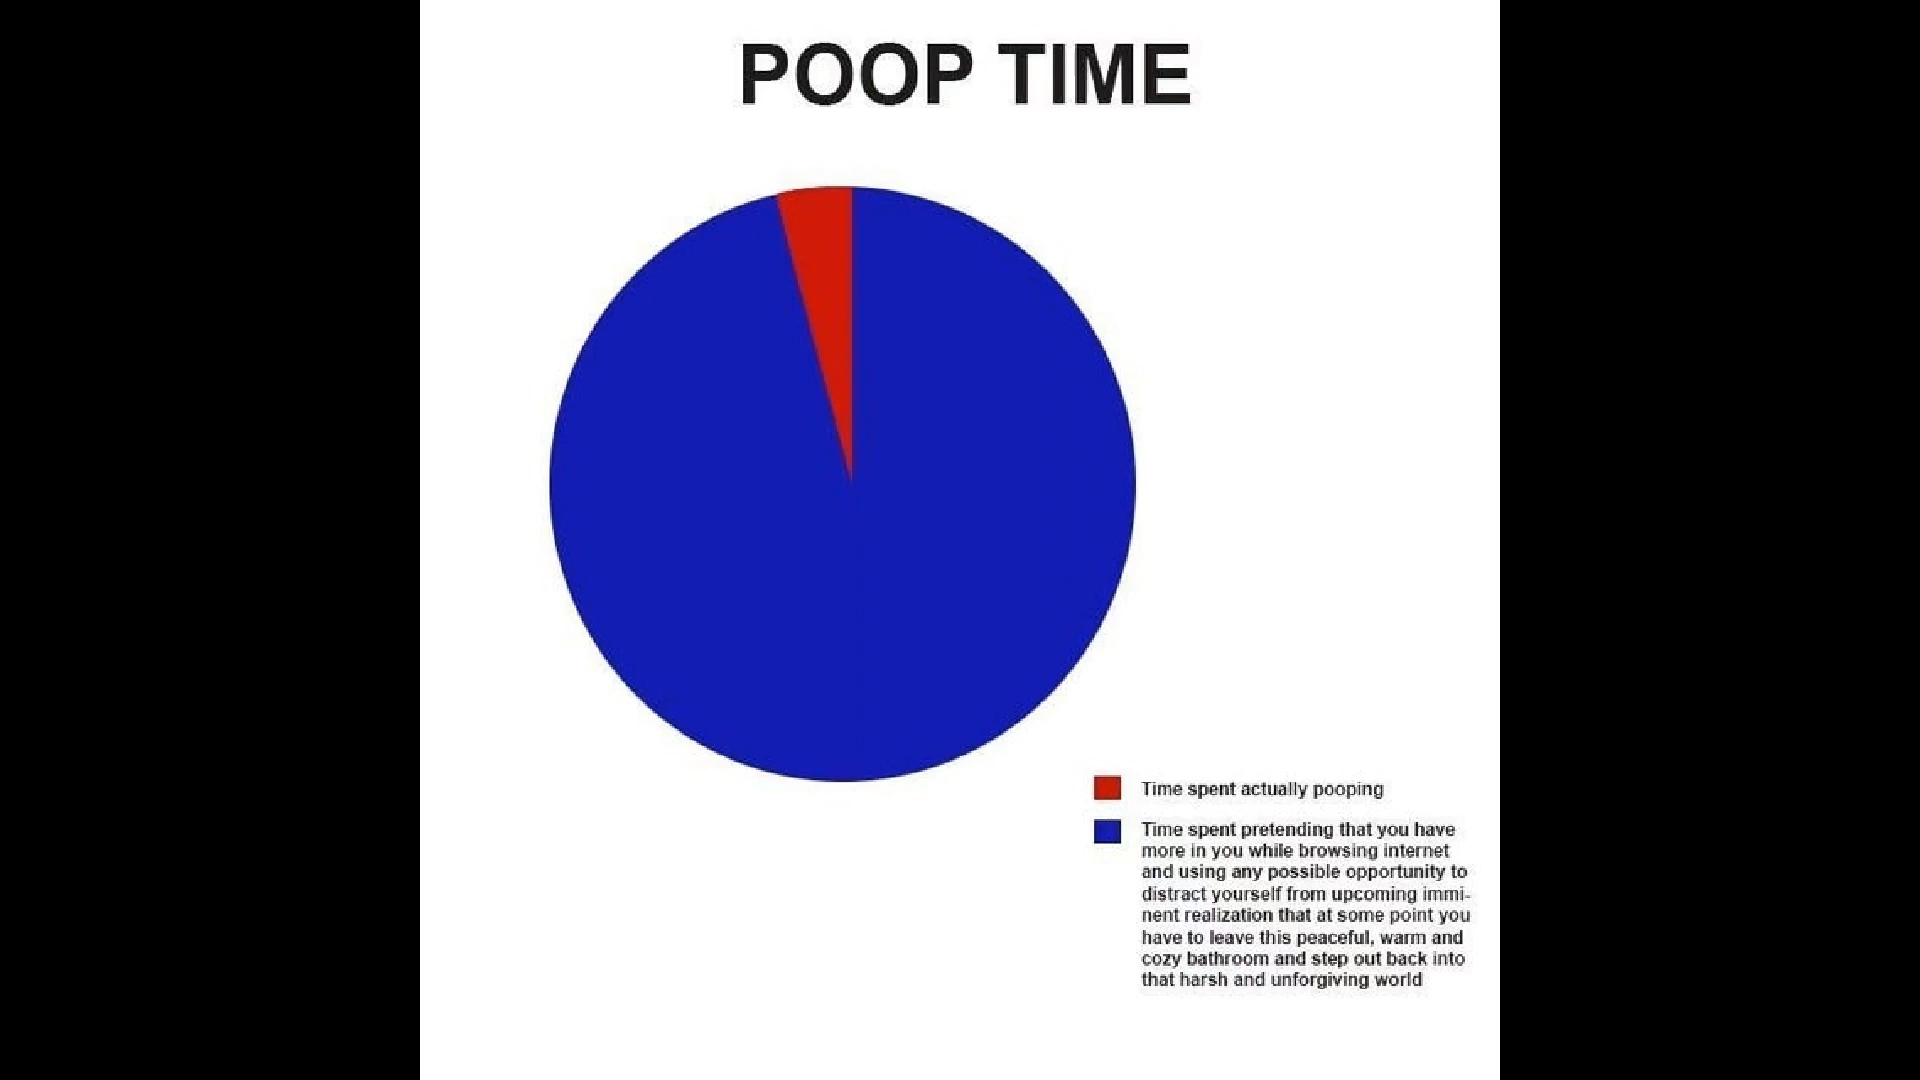 POOP TIME
Time spent actually pooping
Time spent pretending that you have
more in you while browsing internet
and using any possible opportunity to
distract yourself from upcoming immi-
nent realization that at some point you
have to leave this peaceful, warm and
cozy bathroom and step out back into
that harsh and unforgiving world